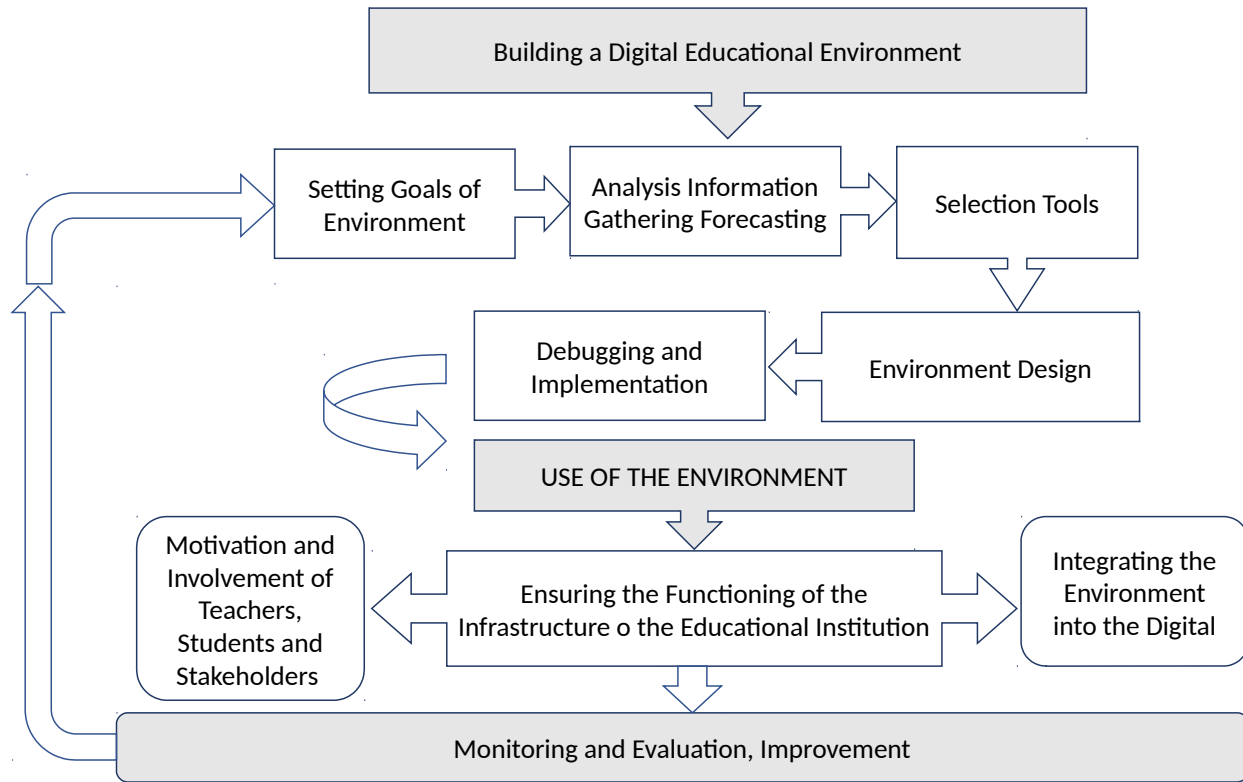 Building a Digital Educational Environment
Setting Goals of
Environment
Analysis Information
Gathering Forecasting
Selection Tools
Debugging and
Implementation
Environment Design
USE OF THE ENVIRONMENT
Motivation and
Involvement of
Teachers,
Students and
Stakeholders
Ensuring the Functioning of the
Infrastructure o the Educational Institution
Integrating the
Environment
into the Digital
Monitoring and Evaluation, Improvement